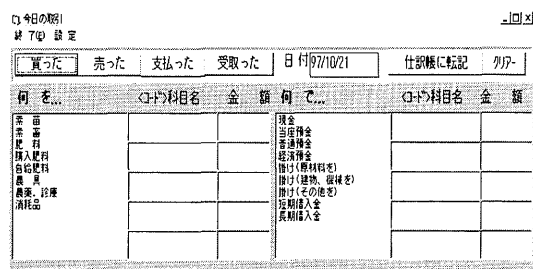 今日の取引
終了(E) 設定
買った 売った 支払った 受取った 日付 97/10/21 仕訳帳に転記 クリアー
何を... <コード>科目名 金額 何で... <コード>科目名 金額
素畜
肥料
購入肥料
自給肥料
農具
農薬、診療
消耗品
現金
当座預金
普通預金
経済預金
掛け(原材料を)
掛け(建物、機械を)
掛け(その他を)
短期借入金
長期借入金